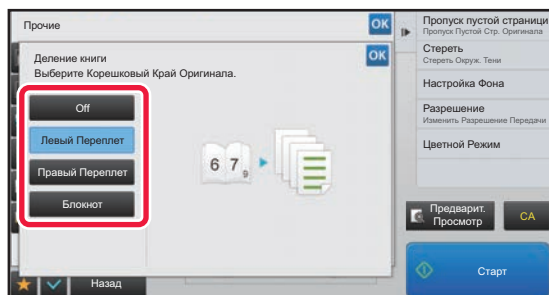 Прочие
OK
Деление книги
OK
Выберите Корешковый Край Оригинала.
Off
Левый Переплет
Правый Переплет
Блокнот
6 7 9
Назад
Пропуск пустой страници
Пропуск Пустой Стр. Оригинала
Стереть
Стереть Окруж. Тени
Настройка Фона
Разрешение
Изменить Разрешение Передачи
Цветной Режим
Предварит.
Просмотр
CA
Старт